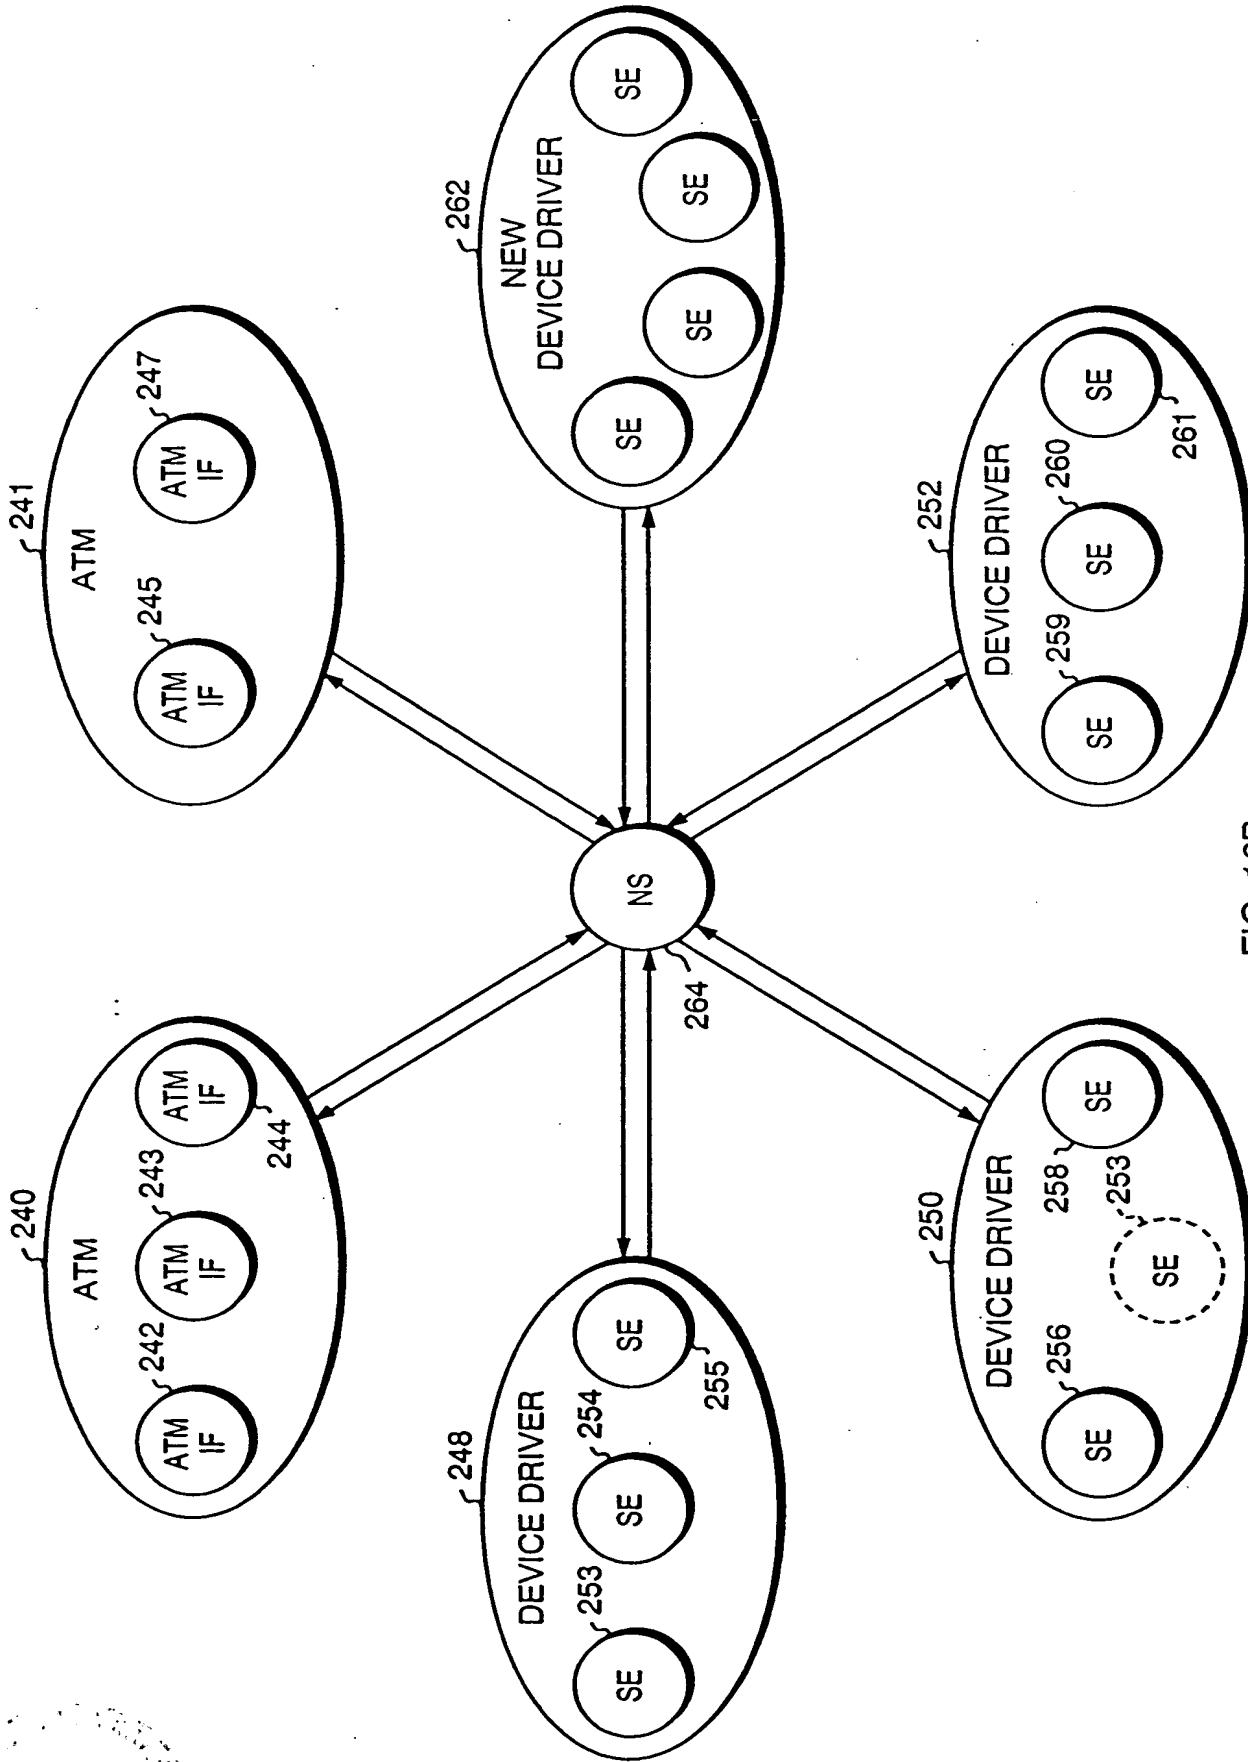 240
ATM
242
ATM
IF
243
ATM
IF
ATM
IF
244
241
ATM
245
ATM
IF
247
ATM
IF
248
DEVICE DRIVER
253
SE
254
SE
SE
255
NS
264
262
NEW
DEVICE DRIVER
SE
SE
SE
SE
250
DEVICE DRIVER
256
SE
253
SE
258
SE
252
DEVICE DRIVER
259
SE
260
SE
SE
261